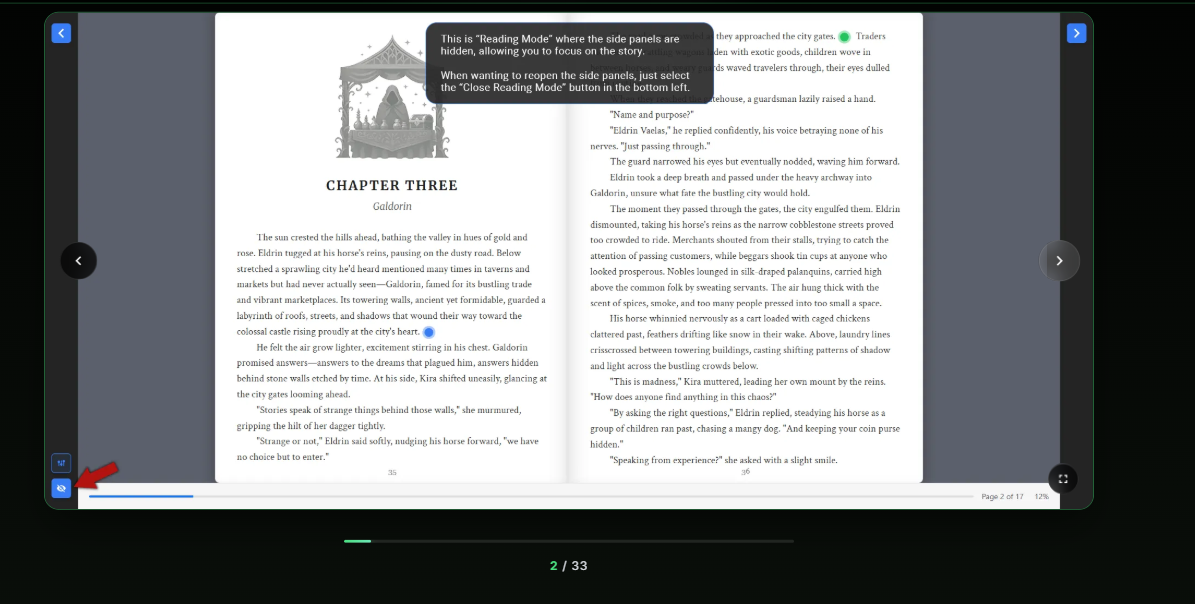 This is “Reading Mode” where the side panels are
hidden, allowing you to focus on the story.
When wanting to reopen the side panels, just select
the “Close Reading Mode” button in the bottom left.
CHAPTER THREE
Galdorin
The sun crested the hills ahead, bathing the valley in hues of gold and
rose. Eldrin tugged at his horse's reins, pausing on the dusty road. Below
stretched a sprawling city he'd heard mentioned many times in taverns and
markets but had never actually seen—Galdorin, famed for its bustling trade
and vibrant marketplaces. Its towering walls, ancient yet formidable, guarded a
labyrinth of roofs, streets, and shadows that wound their way toward the
colossal castle rising proudly at the city's heart.
He felt the air grow lighter, excitement stirring in his chest. Galdorin
promised answers—answers to the dreams that plagued him, answers hidden
behind stone walls etched by time. At his side, Kira shifted uneasily, glancing at
the city gates looming ahead.
"Stories speak of strange things behind those walls," she murmured,
gripping the hilt of her dagger tightly.
"Strange or not," Eldrin said softly, nudging his horse forward, "we have
no choice but to enter."
35
they approached the city gates. Traders
laden with exotic goods, children wove in
guards waved travelers through, their eyes dulled
gatehouse, a guardsman lazily raised a hand.
"Name and purpose?"
"Eldrin Vaelas," he replied confidently, his voice betraying none of his
nerves. "Just passing through."
The guard narrowed his eyes but eventually nodded, waving him forward.
Eldrin took a deep breath and passed under the heavy archway into
Galdorin, unsure what fate the bustling city would hold.
The moment they passed through the gates, the city engulfed them. Eldrin
dismounted, taking his horse's reins as the narrow cobblestone streets proved
too crowded to ride. Merchants shouted from their stalls, trying to catch the
attention of passing customers, while beggars shook tin cups at anyone who
looked prosperous. Nobles lounged in silk-draped palanquins, carried high
above the common folk by sweating servants. The air hung thick with the
scent of spices, smoke, and too many people pressed into too small a space.
His horse whinnied nervously as a cart loaded with caged chickens
clattered past, feathers drifting like snow in their wake. Above, laundry lines
crisscrossed between towering buildings, casting shifting patterns of shadow
and light across the bustling crowds below.
"This is madness," Kira muttered, leading her own mount by the reins.
"How does anyone find anything in this chaos?"
"By asking the right questions," Eldrin replied, steadying his horse as a
group of children ran past, chasing a mangy dog. "And keeping your coin purse
hidden."
"Speaking from experience?" she asked with a slight smile.
36
Page 2 of 17 12%
2 / 33